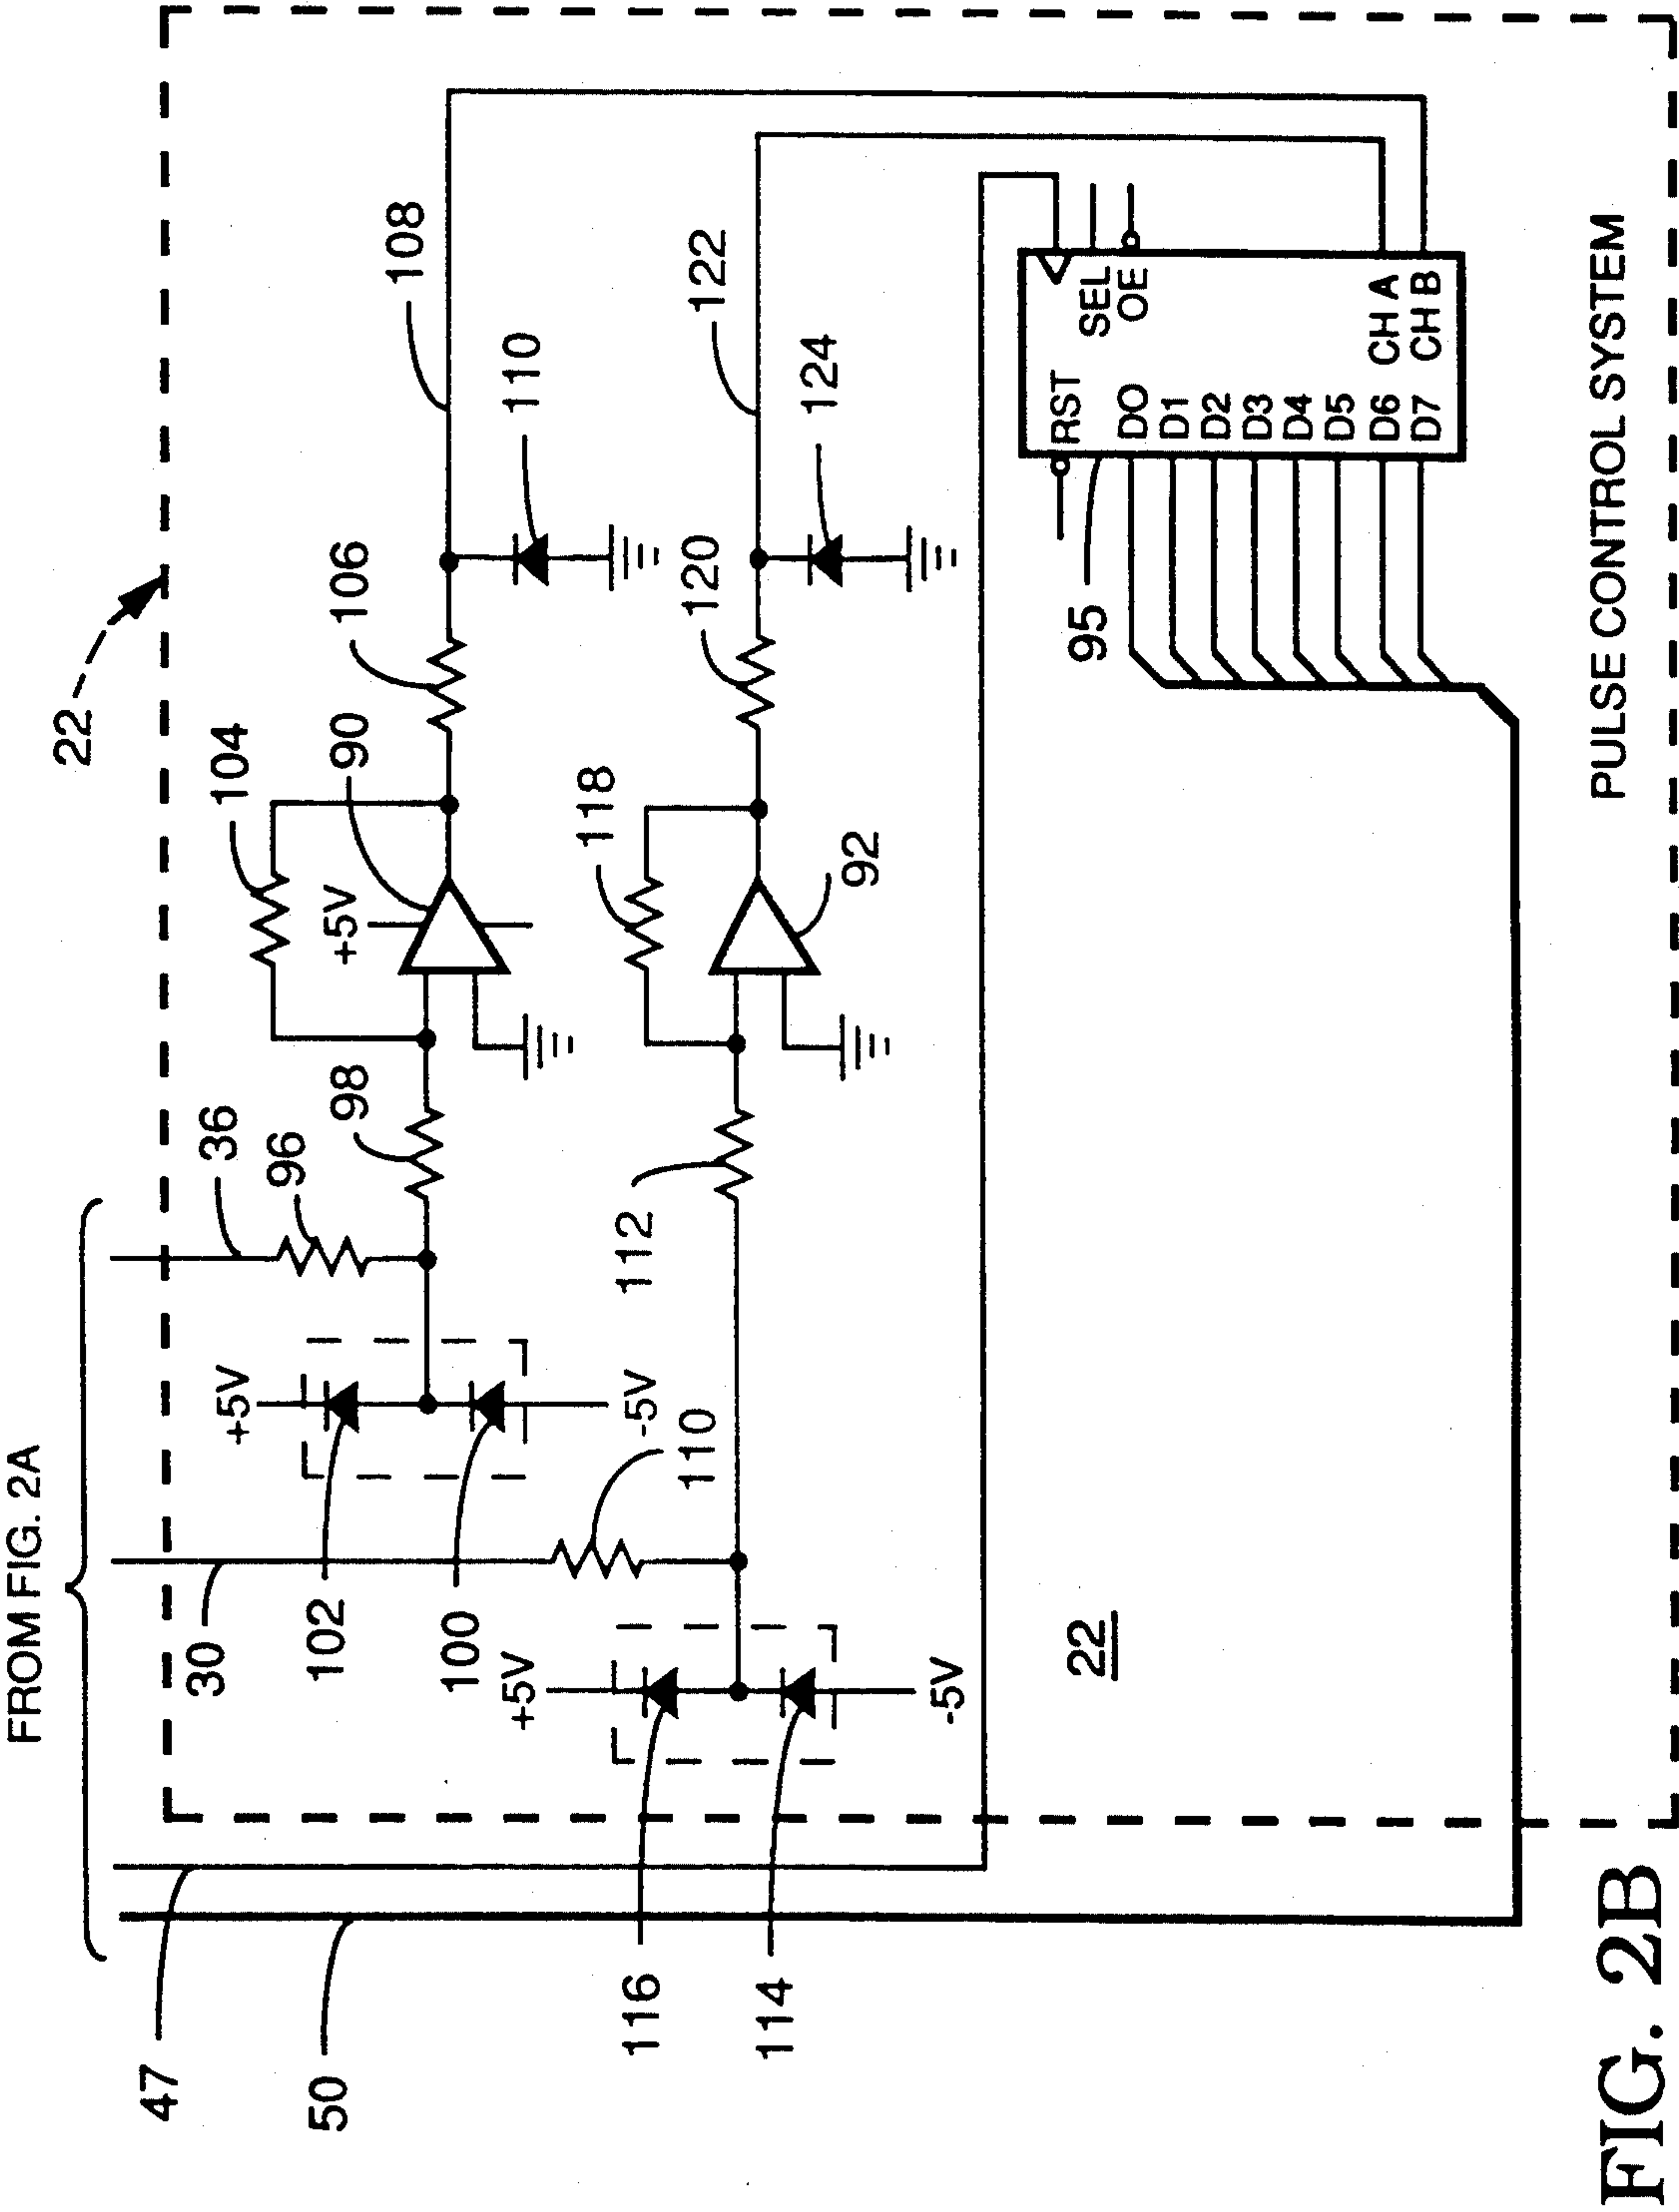 FROM FIG. 2A
22
47
50
30
36
96
98
104
+5V
90
106
108
110
102
100
+5V
-5V
110
112
118
92
120
122
124
116
114
+5V
-5V
95
RST
SEL
OE
D0
D1
D2
D3
D4
D5
D6
D7
CH A
CH B
22
PULSE CONTROL SYSTEM
FIG. 2B